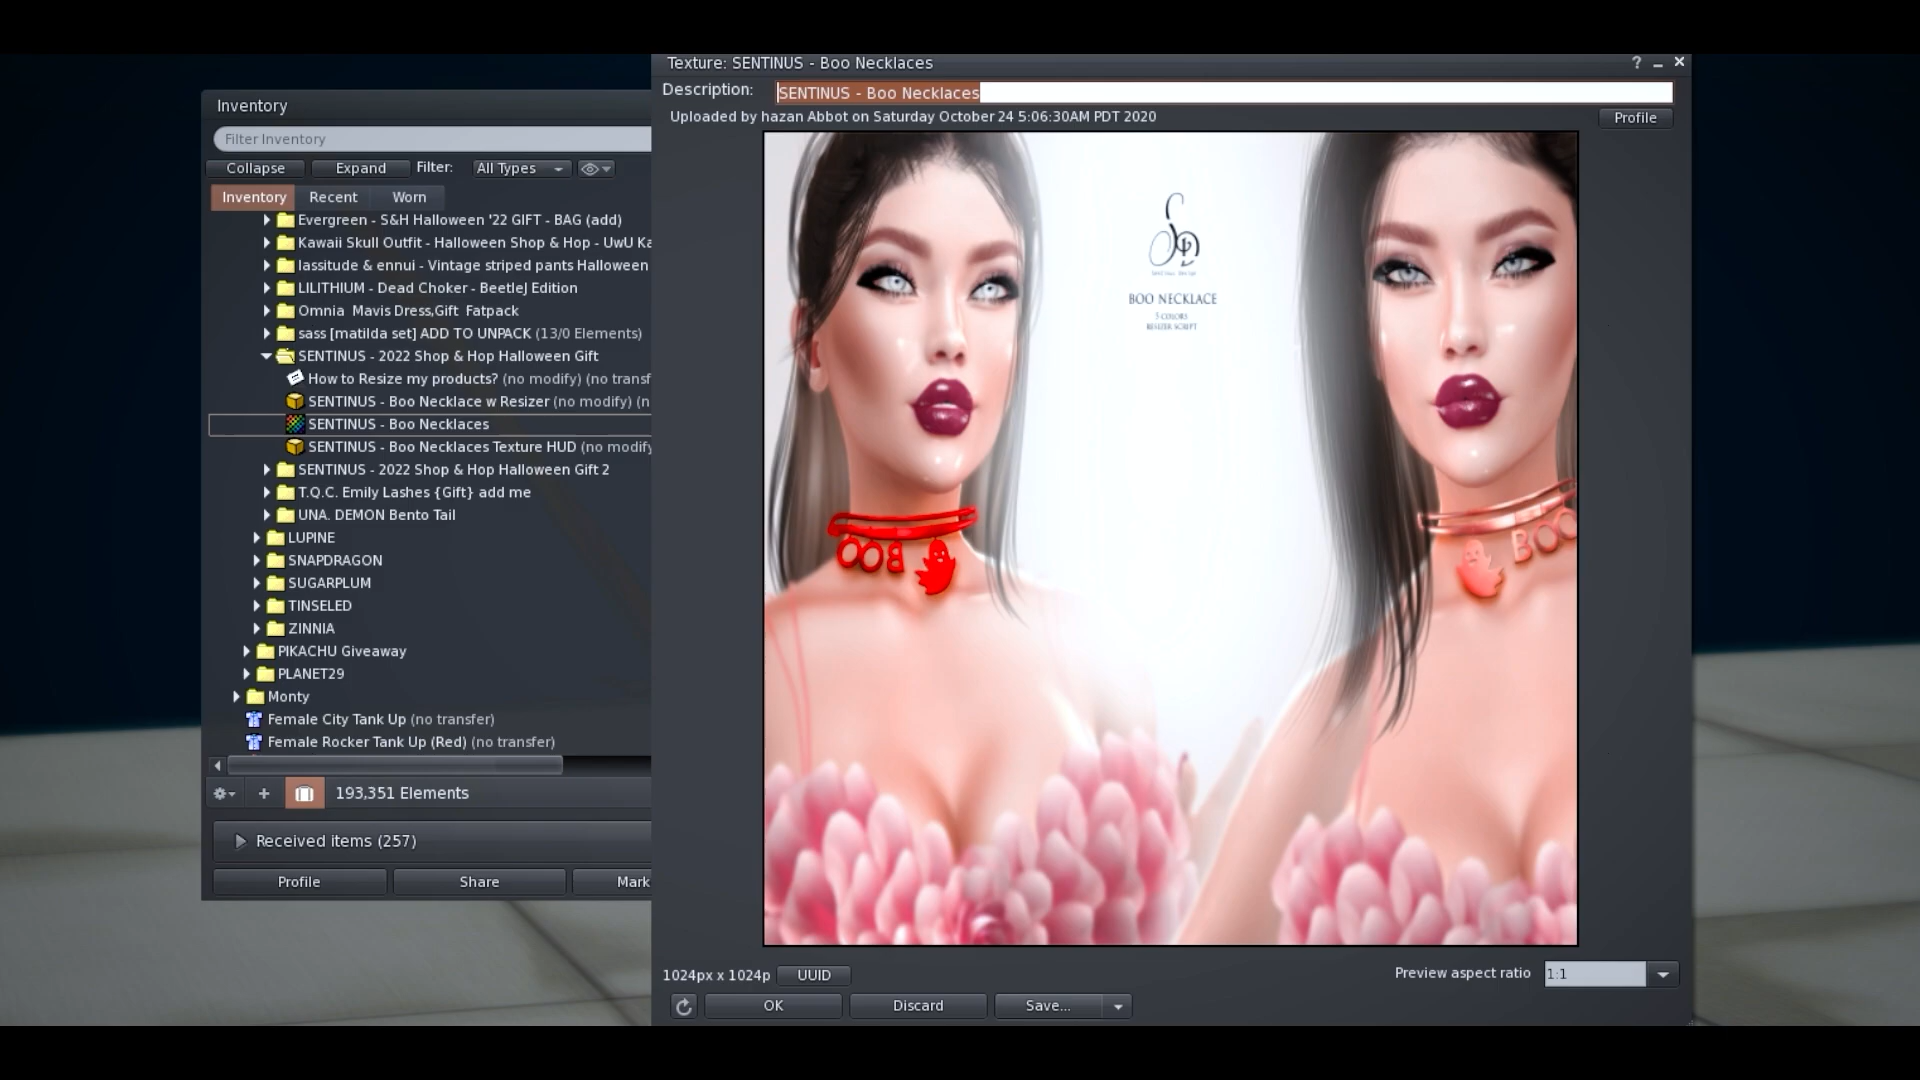 Inventory
Filter Inventory
Collapse
Expand
Filter:
All Types
Inventory
Recent
Worn
Evergreen - S&H Halloween '22 GIFT - BAG (add)
Kawaii Skull Outfit - Halloween Shop & Hop - UwU Ka
lassitude & ennui - Vintage striped pants Halloween
LILITHIUM - Dead Choker - BeetleJ Edition
Omnia Mavis Dress,Gift Fatpack
sass [matilda set] ADD TO UNPACK (13/0 Elements)
SENTINUS - 2022 Shop & Hop Halloween Gift
How to Resize my products? (no modify) (no transf
SENTINUS - Boo Necklace w Resizer (no modify) (n
SENTINUS - Boo Necklaces
SENTINUS - Boo Necklaces Texture HUD (no modify
SENTINUS - 2022 Shop & Hop Halloween Gift 2
T.Q.C. Emily Lashes {Gift} add me
UNA. DEMON Bento Tail
LUPINE
SNAPDRAGON
SUGARPLUM
TINSELED
ZINNIA
PIKACHU Giveaway
PLANET29
Monty
Female City Tank Up (no transfer)
Female Rocker Tank Up (Red) (no transfer)
193,351 Elements
Received items (257)
Profile
Share
Mark
Texture: SENTINUS - Boo Necklaces
Description:
SENTINUS - Boo Necklaces
Uploaded by hazan Abbot on Saturday October 24 5:06:30AM PDT 2020
Profile
BOO NECKLACE
5 COLORS
RESIZER SCRIPT
BOO
BOO
1024px x 1024p
UUID
Preview aspect ratio
1:1
OK
Discard
Save...